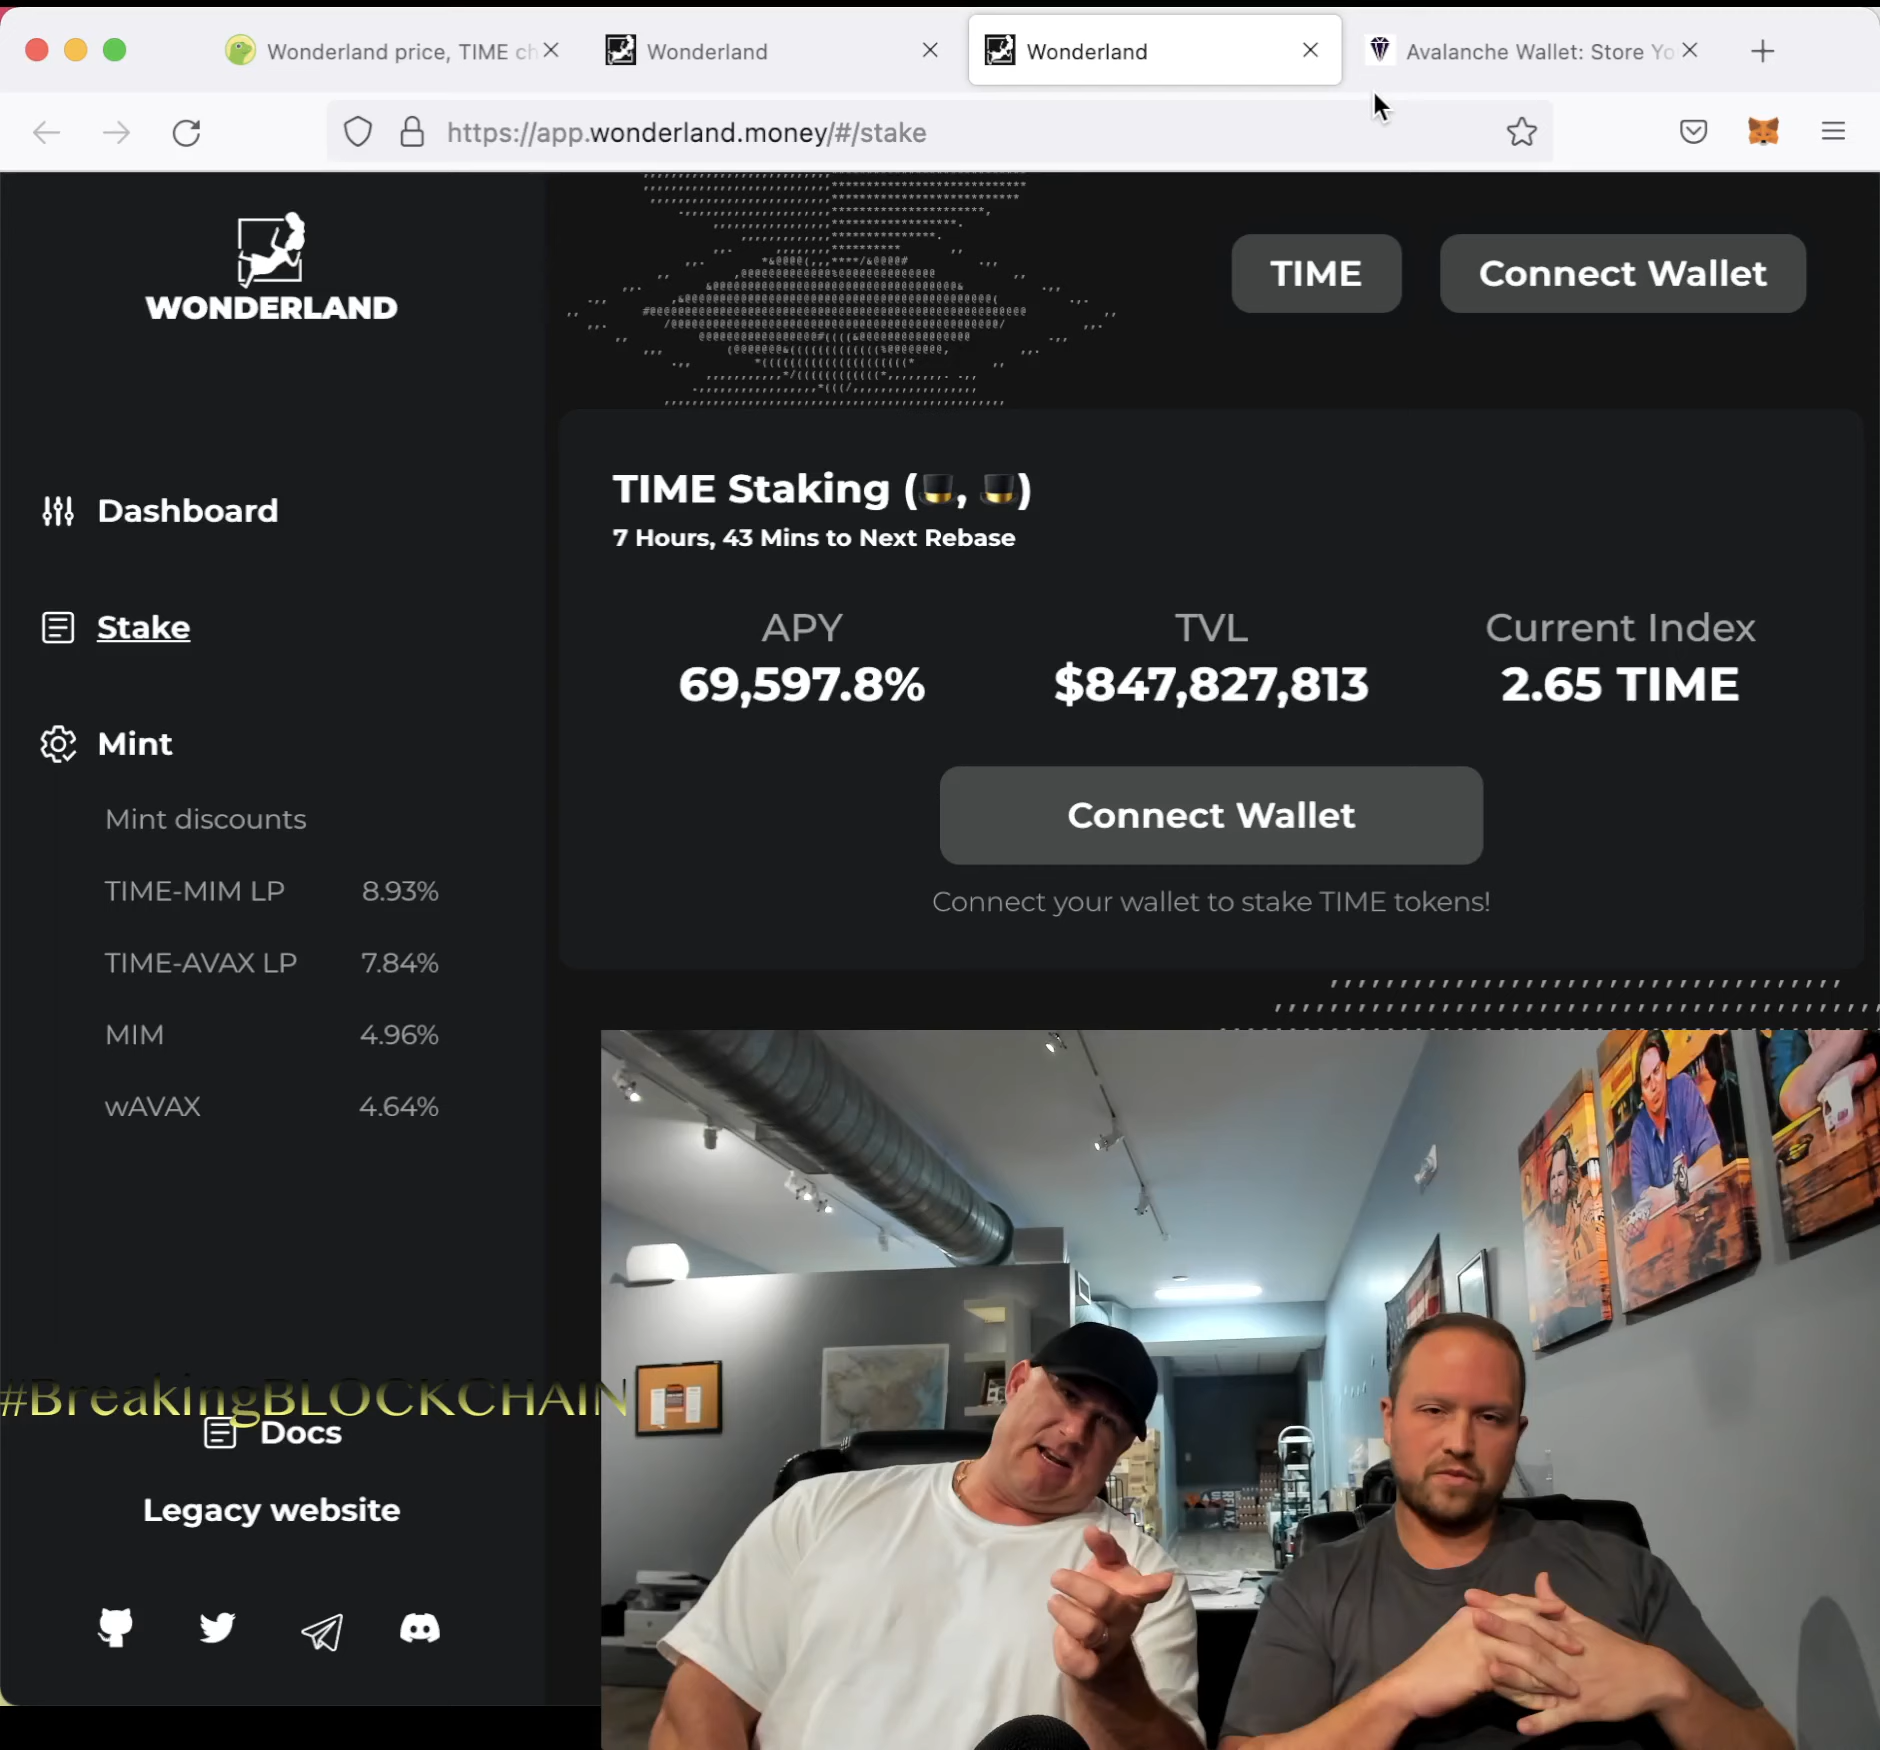 Wonderland price, TIME ch
Wonderland
Wonderland
Avalanche Wallet: Store Yo
https://app.wonderland.money/#/stake
WONDERLAND
TIME
Connect Wallet
Dashboard
Stake
Mint
Mint discounts
TIME-MIM LP 8.93%
TIME-AVAX LP 7.84%
MIM 4.96%
wAVAX 4.64%
TIME Staking (🎩, 🎩)
7 Hours, 43 Mins to Next Rebase
APY
69,597.8%
TVL
$847,827,813
Current Index
2.65 TIME
Connect Wallet
Connect your wallet to stake TIME tokens!
#BreakingBLOCKCHAIN
Docs
Legacy website